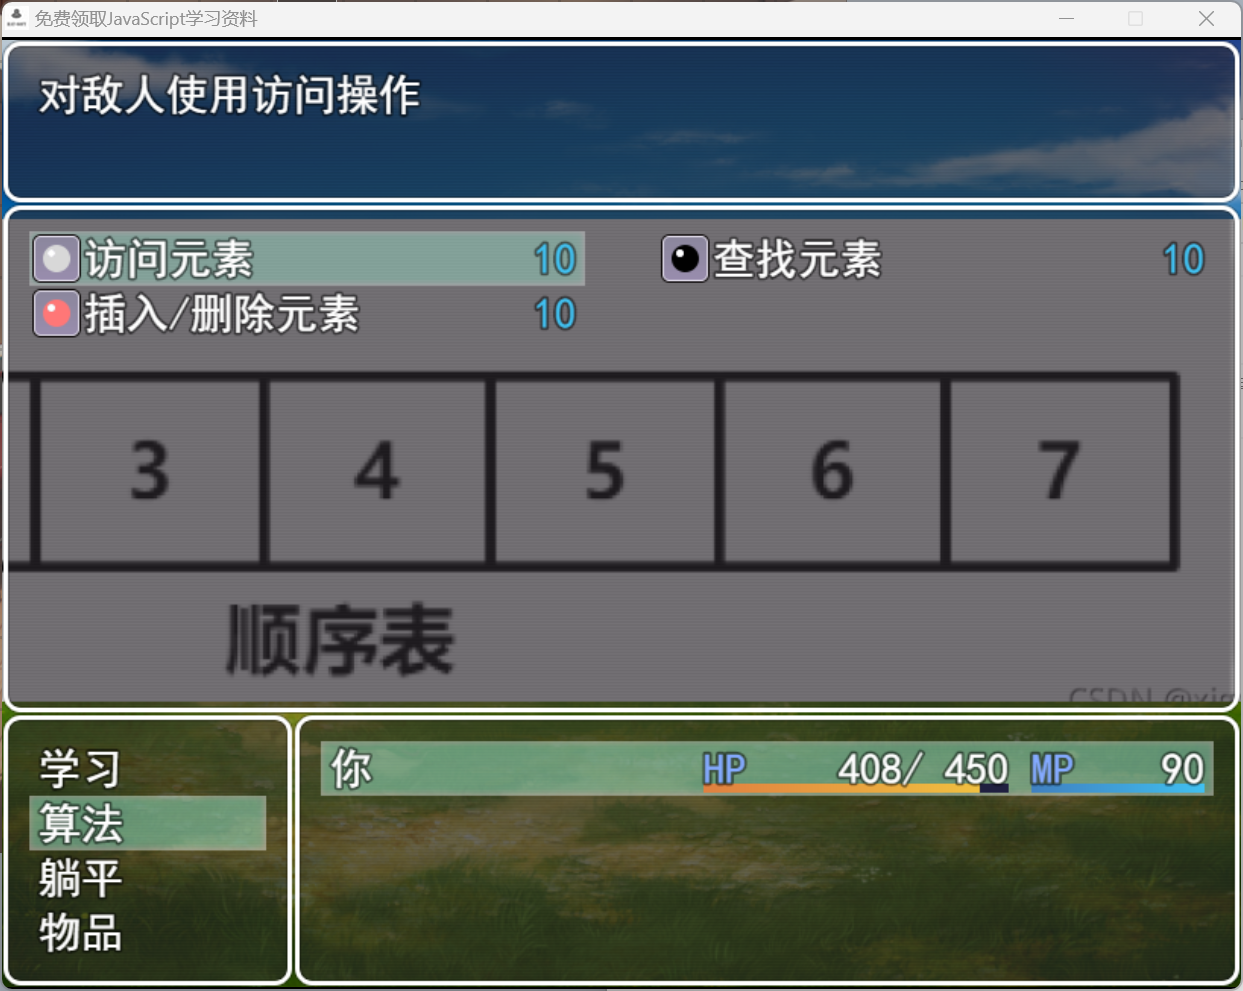 免费领取JavaScript学习资料
对敌人使用访问操作
访问元素 10 查找元素 10
插入/删除元素 10
3 4 5 6 7
顺序表
CSDN
学习
算法
躺平
物品
你 HP 408/ 450 MP 90